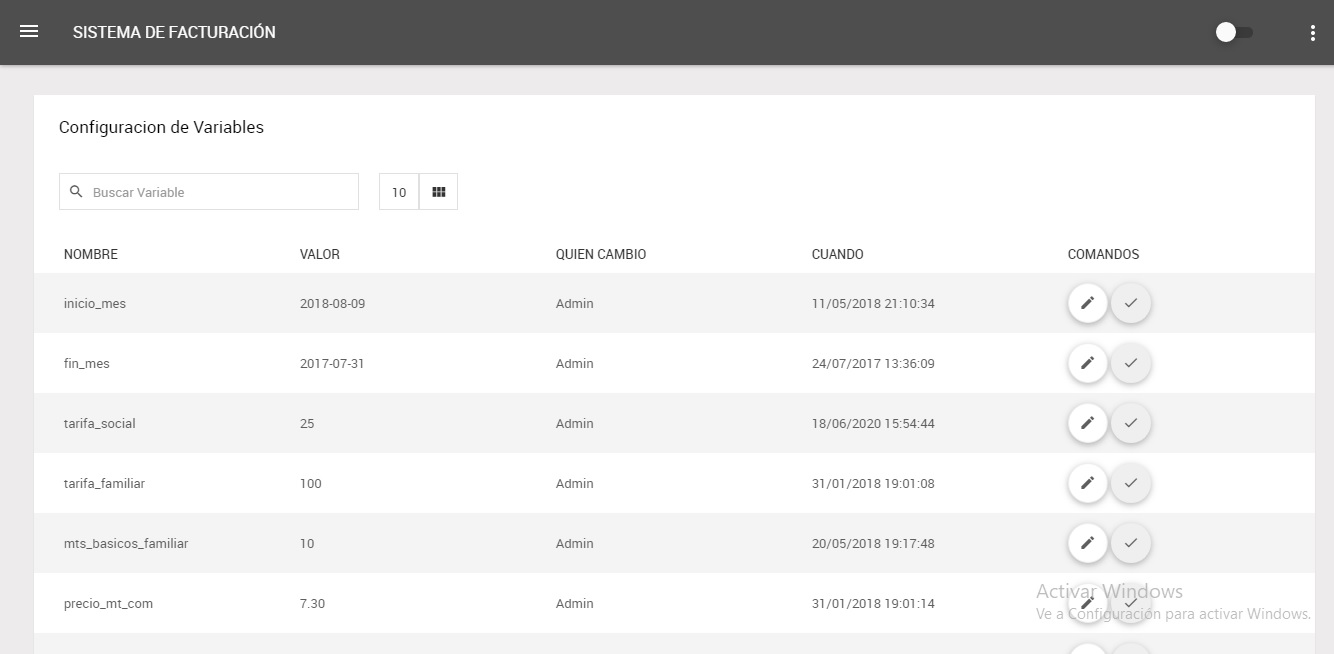 SISTEMA DE FACTURACIÓN
Configuracion de Variables
Buscar Variable 10
NOMBRE VALOR QUIEN CAMBIO CUANDO COMANDOS
inicio_mes 2018-08-09 Admin 11/05/2018 21:10:34
fin_mes 2017-07-31 Admin 24/07/2017 13:36:09
tarifa_social 25 Admin 18/06/2020 15:54:44
tarifa_familiar 100 Admin 31/01/2018 19:01:08
mts_basicos_familiar 10 Admin 20/05/2018 19:17:48
precio_mt_com 7.30 Admin 31/01/2018 19:01:14
Activar Windows
Ve a Configuración para activar Windows.